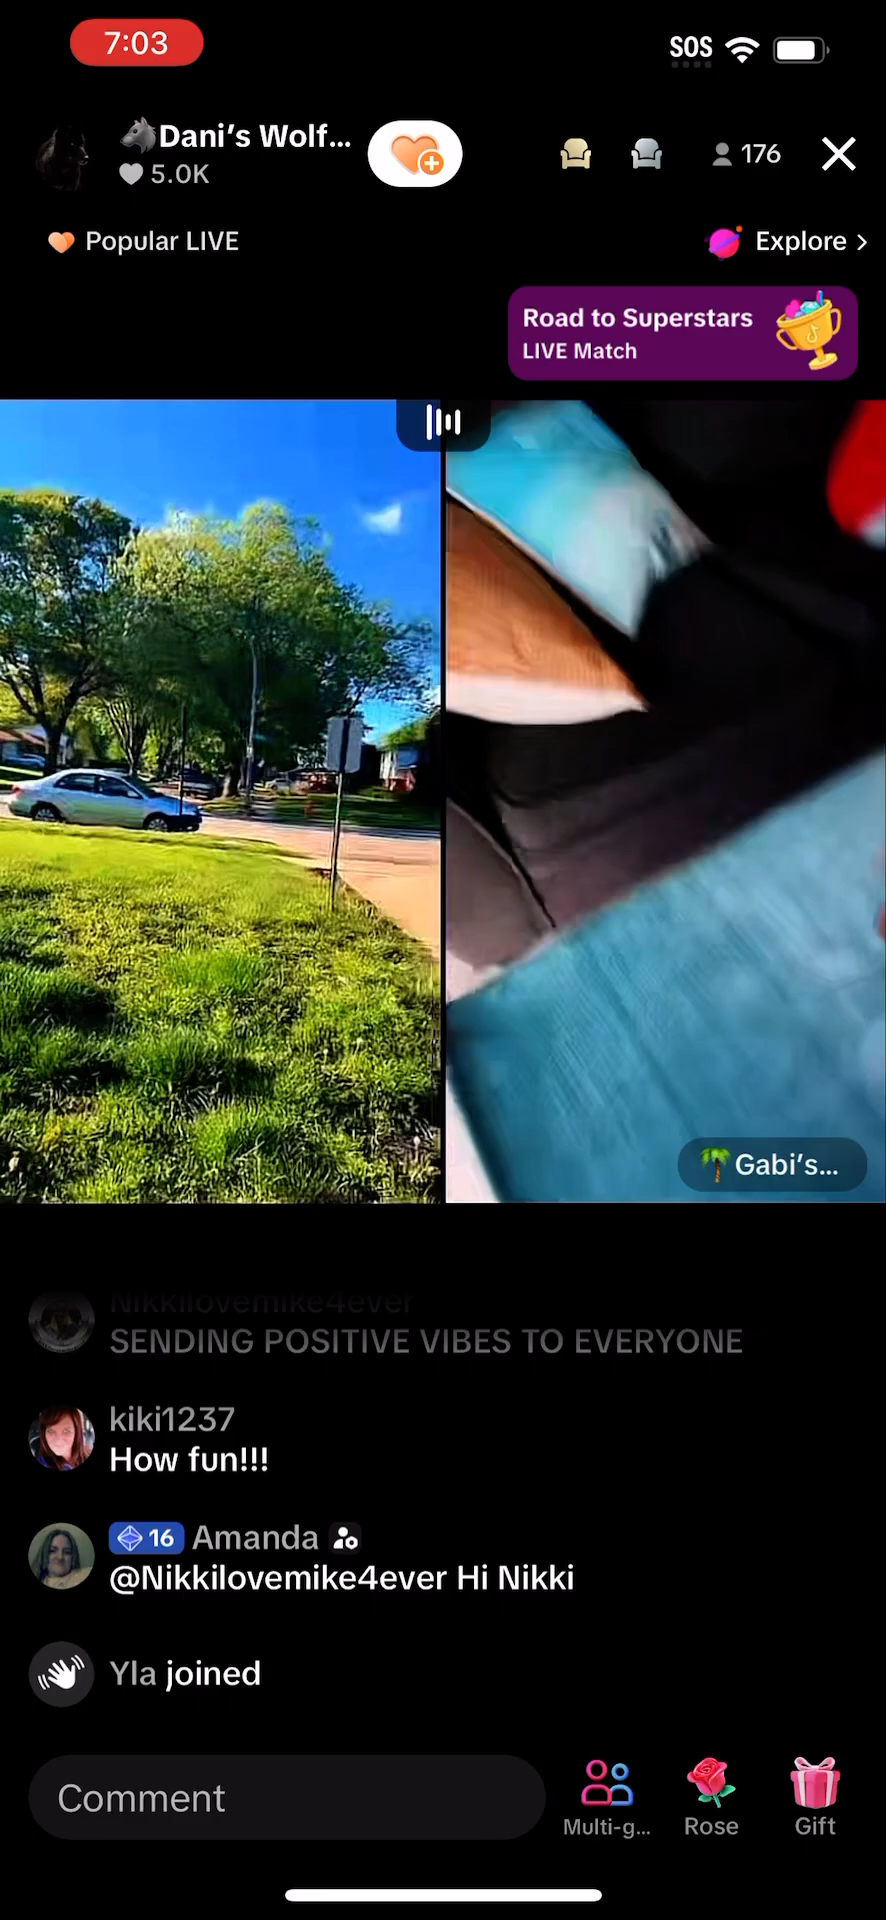 7:03
SOS
Dani’s Wolf...
5.0K
176
Popular LIVE
Explore >
Road to Superstars
LIVE Match
Gabi’s...
Nikkilovemike4ever
SENDING POSITIVE VIBES TO EVERYONE
kiki1237
How fun!!!
16 Amanda
@Nikkilovemike4ever Hi Nikki
Yla joined
Comment
Multi-g...
Rose
Gift